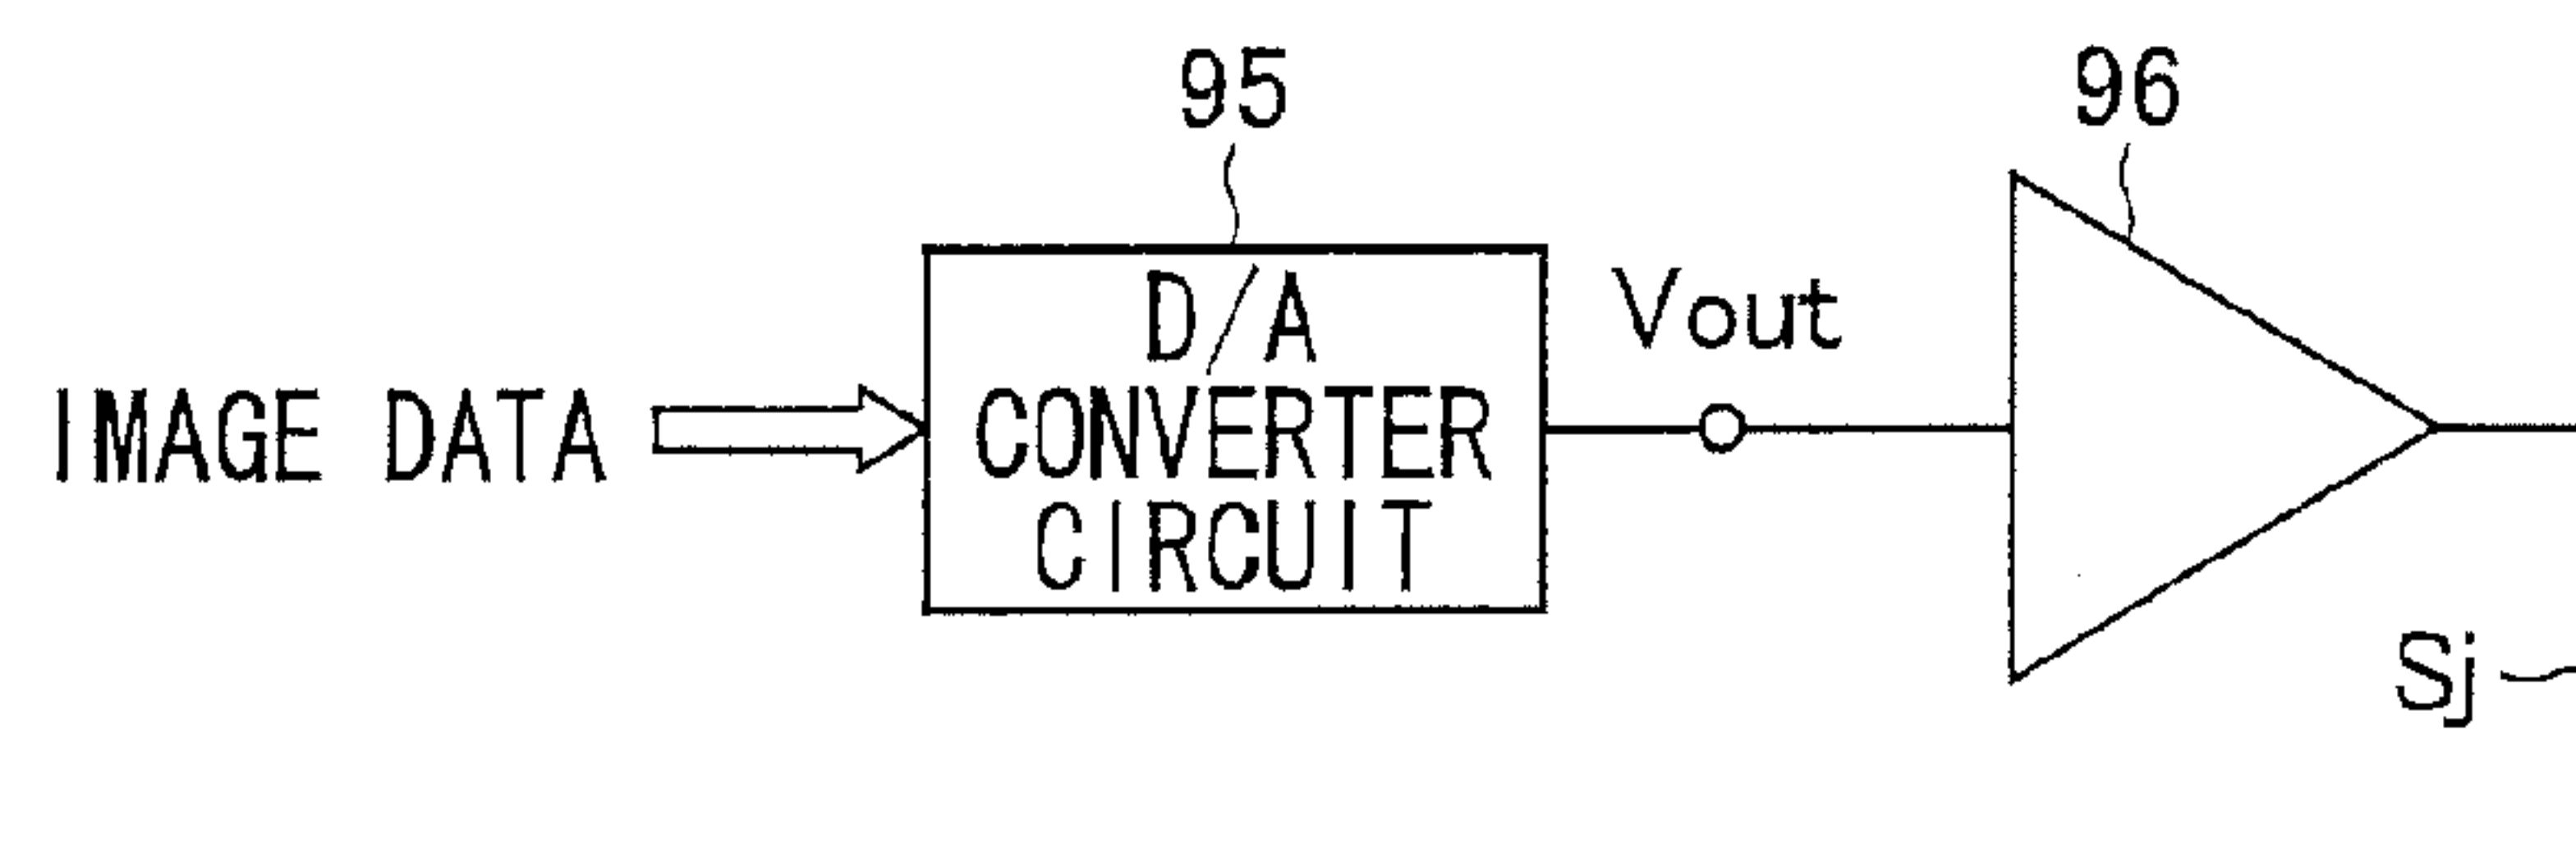 95
96
D/A
Vout
IMAGE DATA
CONVERTER
CIRCUIT
Sj